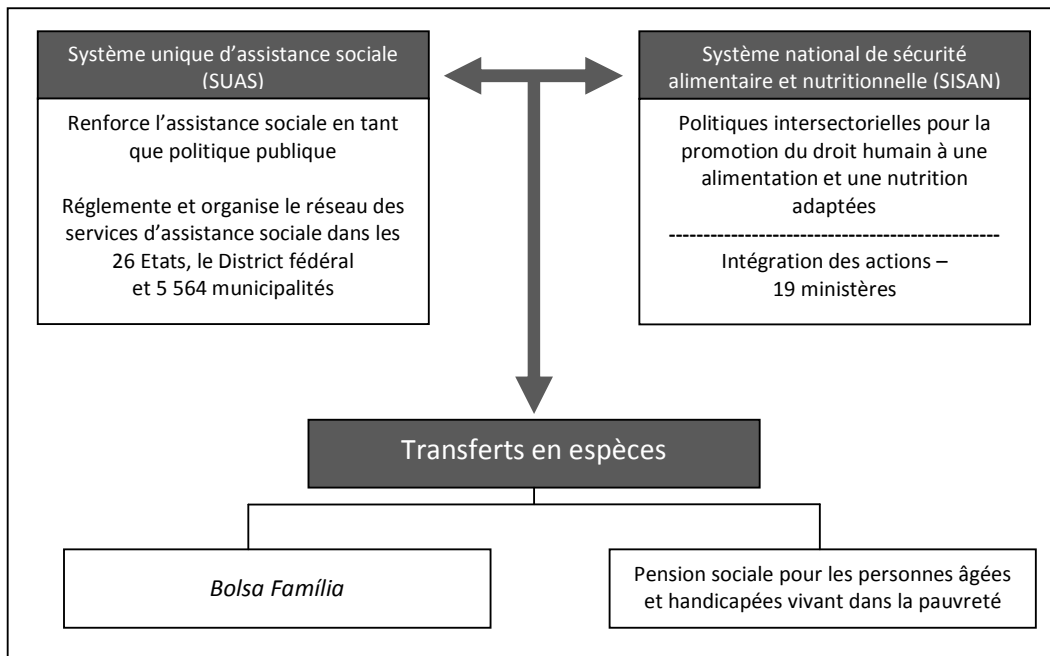 Système unique d’assistance sociale
(SUAS)
Renforce l’assistance sociale en tant
que politique publique
Réglemente et organise le réseau des
services d’assistance sociale dans les
26 Etats, le District fédéral
et 5 564 municipalités
Système national de sécurité
alimentaire et nutritionnelle (SISAN)
Politiques intersectorielles pour la
promotion du droit humain à une
alimentation et une nutrition
adaptées
------------------------------------------------
Intégration des actions –
19 ministères
Transferts en espèces
Bolsa Família
Pension sociale pour les personnes âgées
et handicapées vivant dans la pauvreté